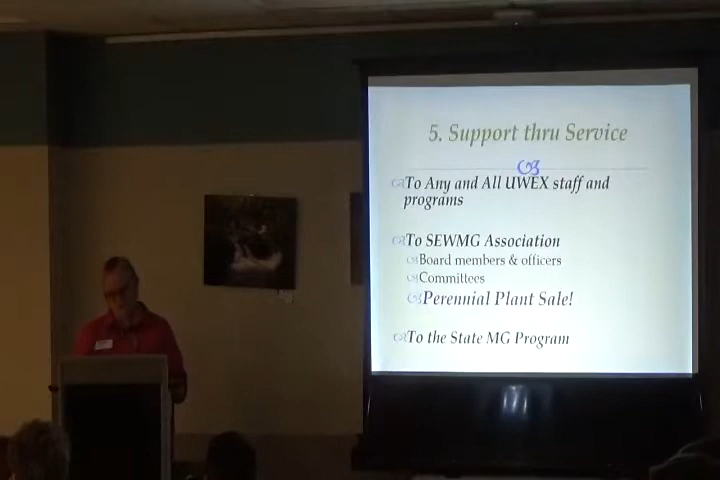 5. Support thru Service
To Any and All UWEX staff and
programs
To SEWMG Association
Board members & officers
Committees
Perennial Plant Sale!
To the State MG Program